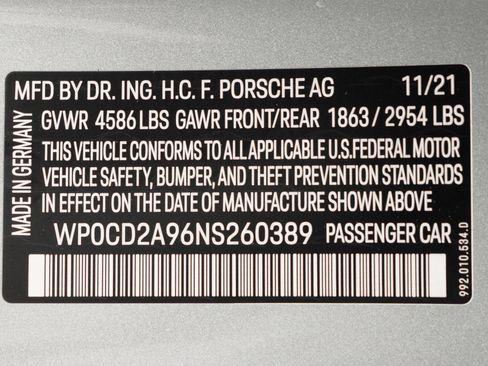 MFD BY DR. ING. H.C. F. PORSCHE AG 11/21
GVWR 4586 LBS GAWR FRONT/REAR 1863 / 2954 LBS
THIS VEHICLE CONFORMS TO ALL APPLICABLE U.S.FEDERAL MOTOR
VEHICLE SAFETY, BUMPER, AND THEFT PREVENTION STANDARDS
IN EFFECT ON THE DATE OF MANUFACTURE SHOWN ABOVE
WP0CD2A96NS260389 PASSENGER CAR
MADE IN GERMANY
992.010.534.D